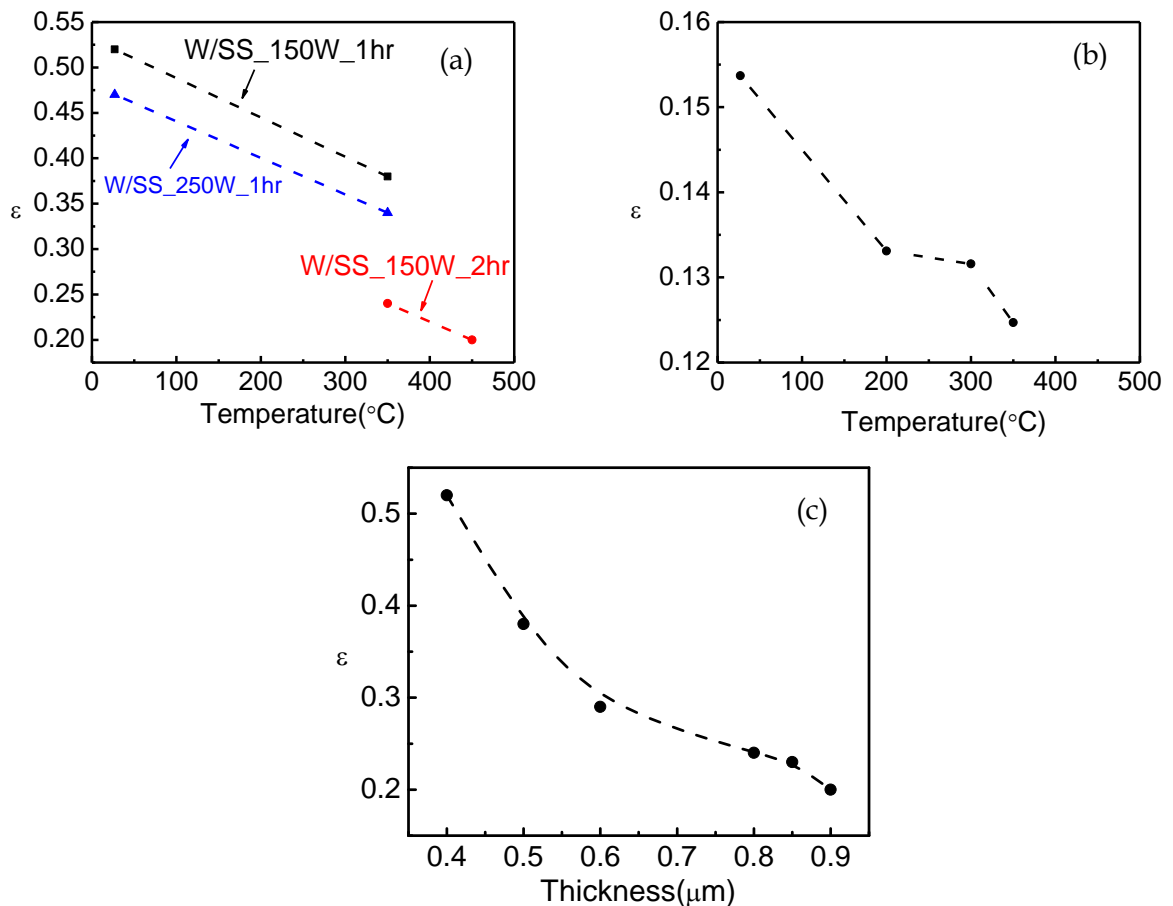 (a)
W/SS_150W_1hr
W/SS_250W_1hr
W/SS_150W_2hr
0.55
0.50
0.45
0.40
0.35
0.30
0.25
0.20
ε
0 100 200 300 400 500
Temperature(°C)
(b)
0.16
0.15
0.14
0.13
0.12
ε
0 100 200 300 400 500
Temperature(°C)
(c)
0.5
0.4
0.3
0.2
ε
0.4 0.5 0.6 0.7 0.8 0.9
Thickness(μm)